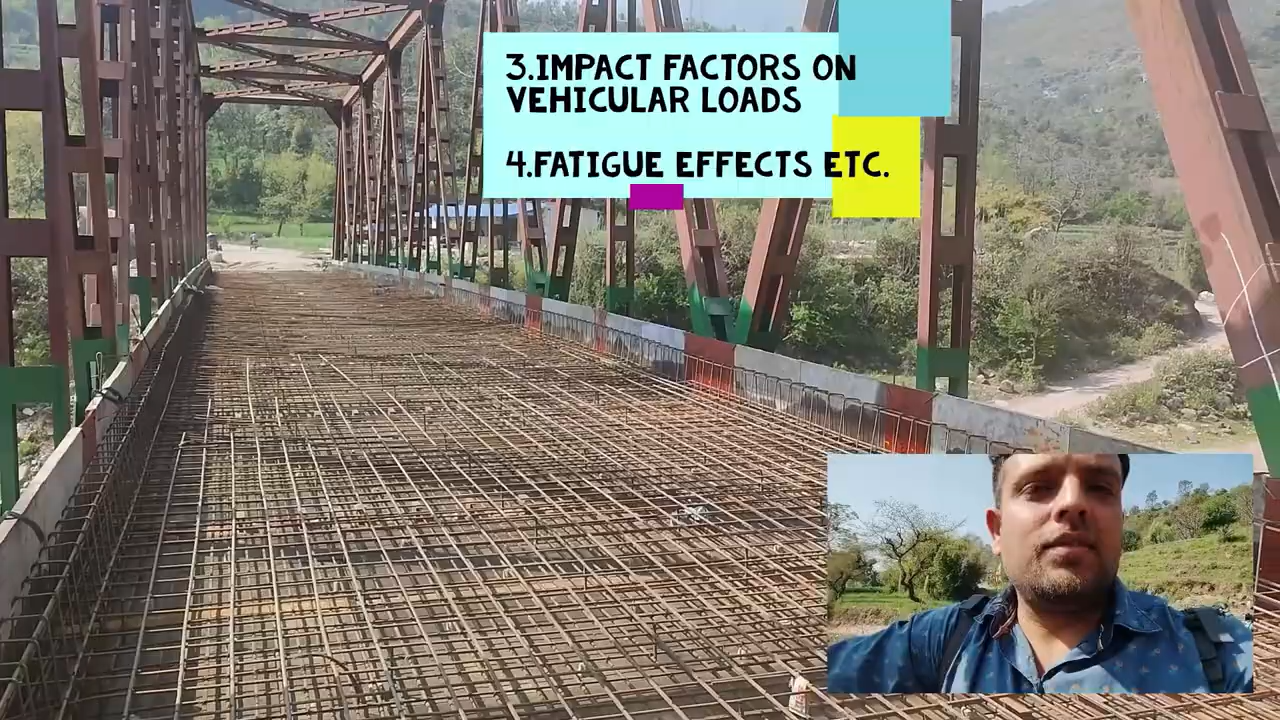 3.IMPACT FACTORS ON
VEHICULAR LOADS
4.FATIGUE EFFECTS ETC.